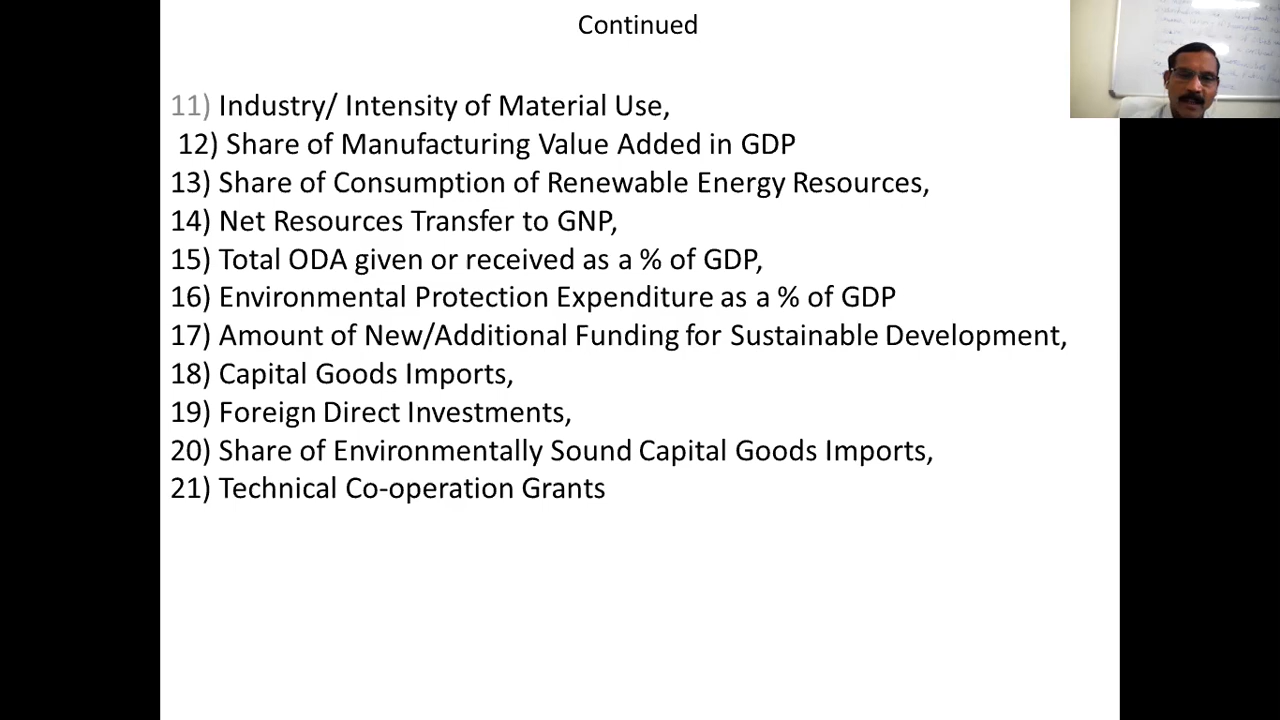 Continued
11) Industry/ Intensity of Material Use,
12) Share of Manufacturing Value Added in GDP
13) Share of Consumption of Renewable Energy Resources,
14) Net Resources Transfer to GNP,
15) Total ODA given or received as a % of GDP,
16) Environmental Protection Expenditure as a % of GDP
17) Amount of New/Additional Funding for Sustainable Development,
18) Capital Goods Imports,
19) Foreign Direct Investments,
20) Share of Environmentally Sound Capital Goods Imports,
21) Technical Co-operation Grants